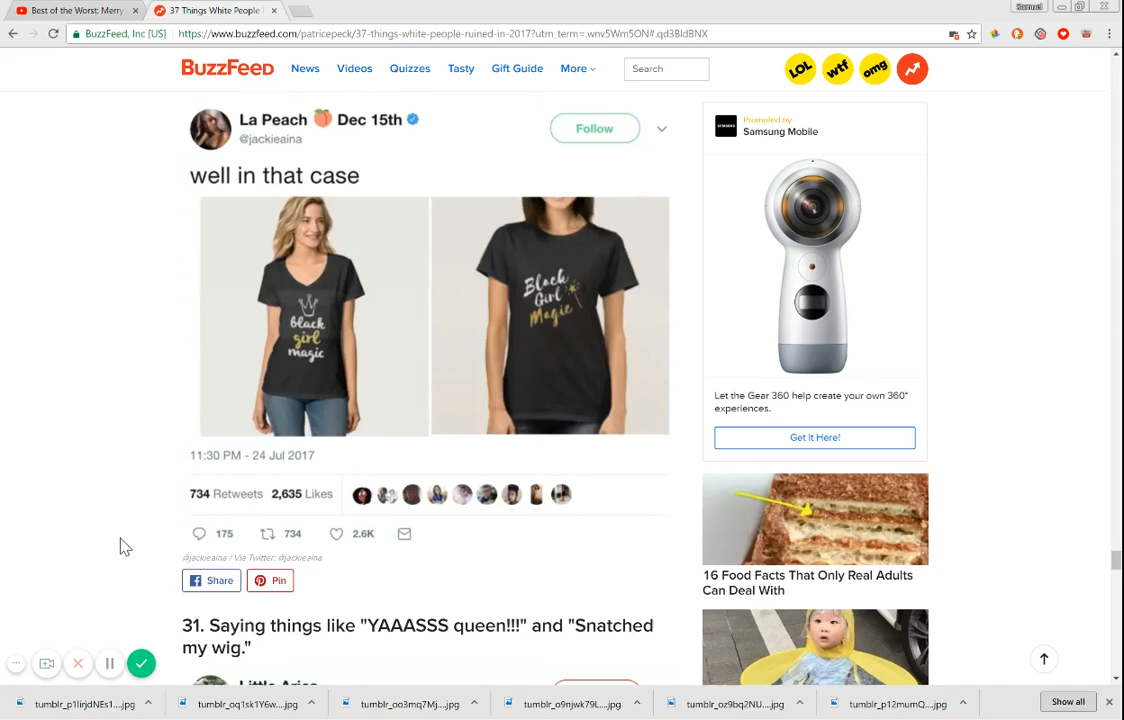 Best of the Worst: Merry
37 Things White People
Samuel
BuzzFeed, Inc [US]
https://www.buzzfeed.com/patricepeck/37-things-white-people-ruined-in-2017?utm_term=.wnv5Wm5ON#.qd3BldBNX
BuzzFeed
News
Videos
Quizzes
Tasty
Gift Guide
More
Search
LOL
wtf
omg
La Peach 🍑 Dec 15th
@jackieaina
Follow
well in that case
black
girl
magic
Black
Girl
Magic
11:30 PM - 24 Jul 2017
734 Retweets 2,635 Likes
175
734
2.6K
@jackieaina / Via Twitter: @jackieaina
Share
Pin
31. Saying things like "YAAASSS queen!!!" and "Snatched
my wig."
SAMSUNG
Promoted by
Samsung Mobile
Let the Gear 360 help create your own 360°
experiences.
Get It Here!
16 Food Facts That Only Real Adults
Can Deal With
tumblr_p1lirjdNEs1....jpg
tumblr_oq1sk1Y6w....jpg
tumblr_oo3mq7Mj....jpg
tumblr_o9njwk79L....jpg
tumblr_oz9bq2NU....jpg
tumblr_p12mumQ....jpg
Show all